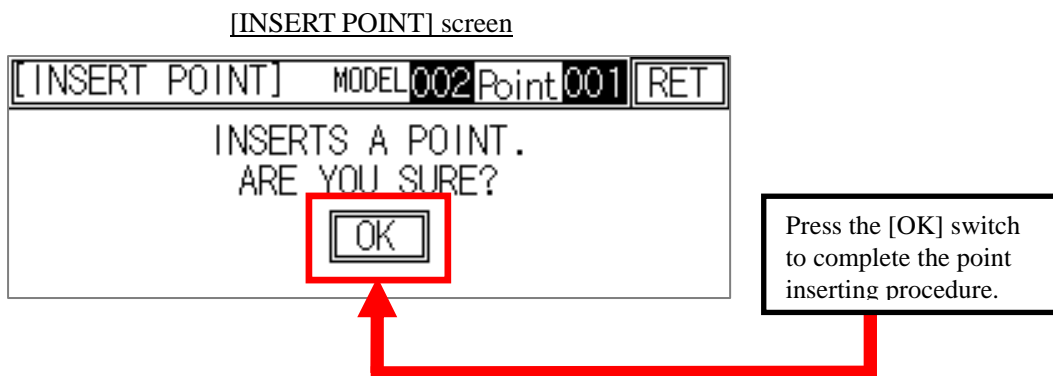 [INSERT POINT] screen
[INSERT POINT] MODEL 002 Point 001 RET
INSERTS A POINT.
ARE YOU SURE?
OK
Press the [OK] switch
to complete the point
inserting procedure.